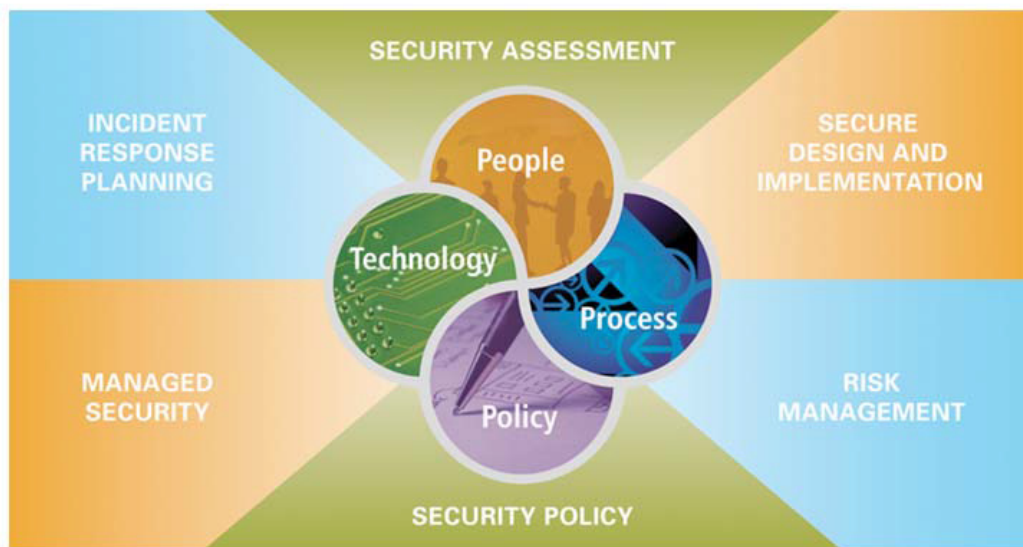 SECURITY ASSESSMENT
INCIDENT
RESPONSE
PLANNING
SECURE
DESIGN AND
IMPLEMENTATION
People
Technology
Process
Policy
MANAGED
SECURITY
RISK
MANAGEMENT
SECURITY POLICY